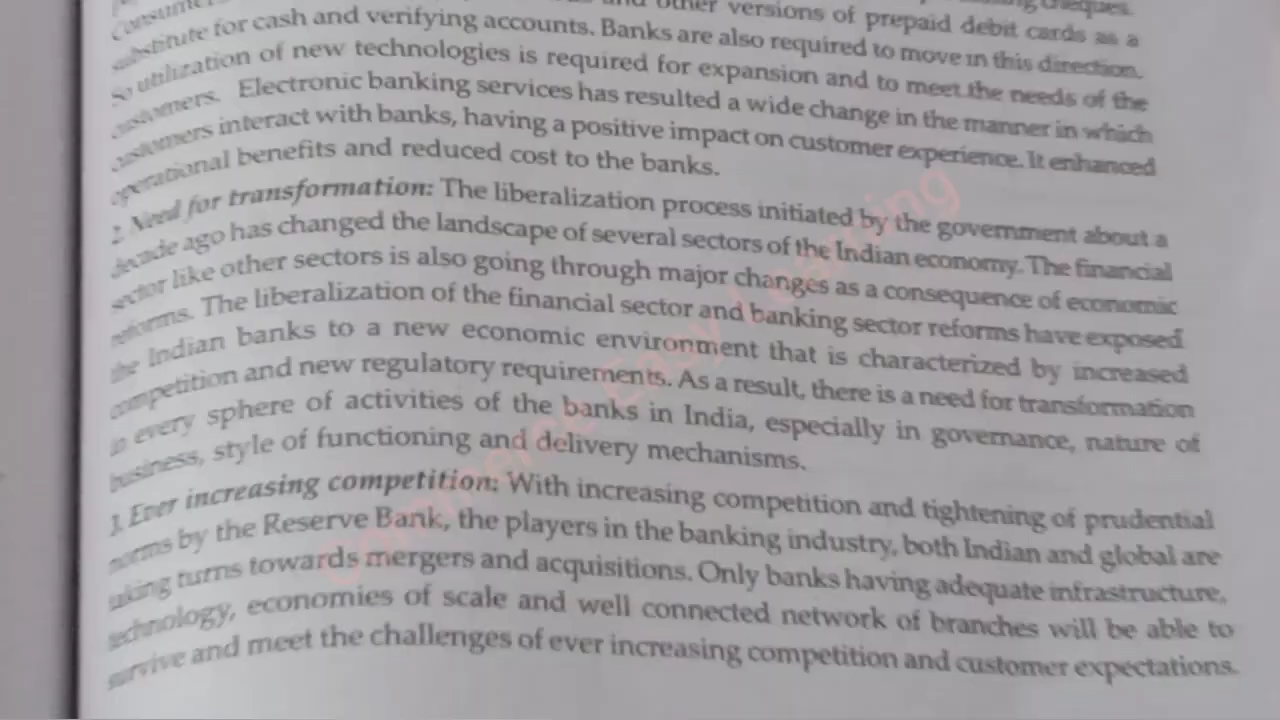 other versions of prepaid debit cards as a
substitute for cash and verifying accounts. Banks are also required to move in this direction.
So utilization of new technologies is required for expansion and to meet the needs of the
customers. Electronic banking services has resulted a wide change in the manner in which
customers interact with banks, having a positive impact on customer experience. It enhanced
operational benefits and reduced cost to the banks.
2. Need for transformation: The liberalization process initiated by the government about a
decade ago has changed the landscape of several sectors of the Indian economy. The financial
sector like other sectors is also going through major changes as a consequence of economic
reforms. The liberalization of the financial sector and banking sector reforms have exposed
the Indian banks to a new economic environment that is characterized by increased
competition and new regulatory requirements. As a result, there is a need for transformation
in every sphere of activities of the banks in India, especially in governance, nature of
business, style of functioning and delivery mechanisms.
3. Ever increasing competition: With increasing competition and tightening of prudential
norms by the Reserve Bank, the players in the banking industry, both Indian and global are
taking turns towards mergers and acquisitions. Only banks having adequate infrastructure,
technology, economies of scale and well connected network of branches will be able to
survive and meet the challenges of ever increasing competition and customer expectations.
Commerce Easy Learning